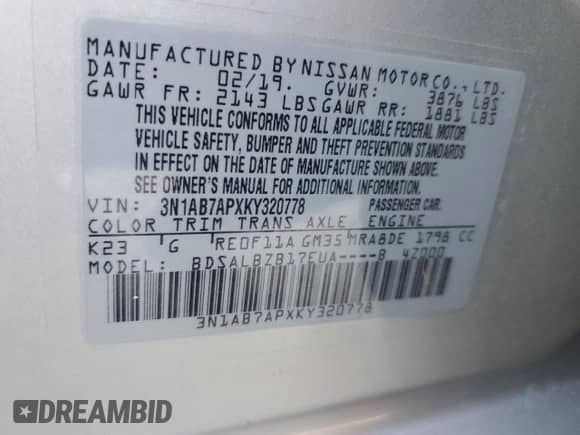 MANUFACTURED BY NISSAN MOTOR CO., LTD.
DATE: 02/19. GVWR: 3876 LBS
GAWR FR: 2143 LBS GAWR RR: 1881 LBS
THIS VEHICLE CONFORMS TO ALL APPLICABLE FEDERAL MOTOR
VEHICLE SAFETY, BUMPER AND THEFT PREVENTION STANDARDS
IN EFFECT ON THE DATE OF MANUFACTURE SHOWN ABOVE.
SEE OWNER'S MANUAL FOR ADDITIONAL INFORMATION.
VIN: 3N1AB7APXKY320778 PASSENGER CAR.
COLOR TRIM TRANS AXLE ENGINE
K23 G RE0F11A GM35 MRA8DE 1798 CC
MODEL: BDSALBZB17EUA----B 4Z000
3N1AB7APXKY320778
DREAMBID